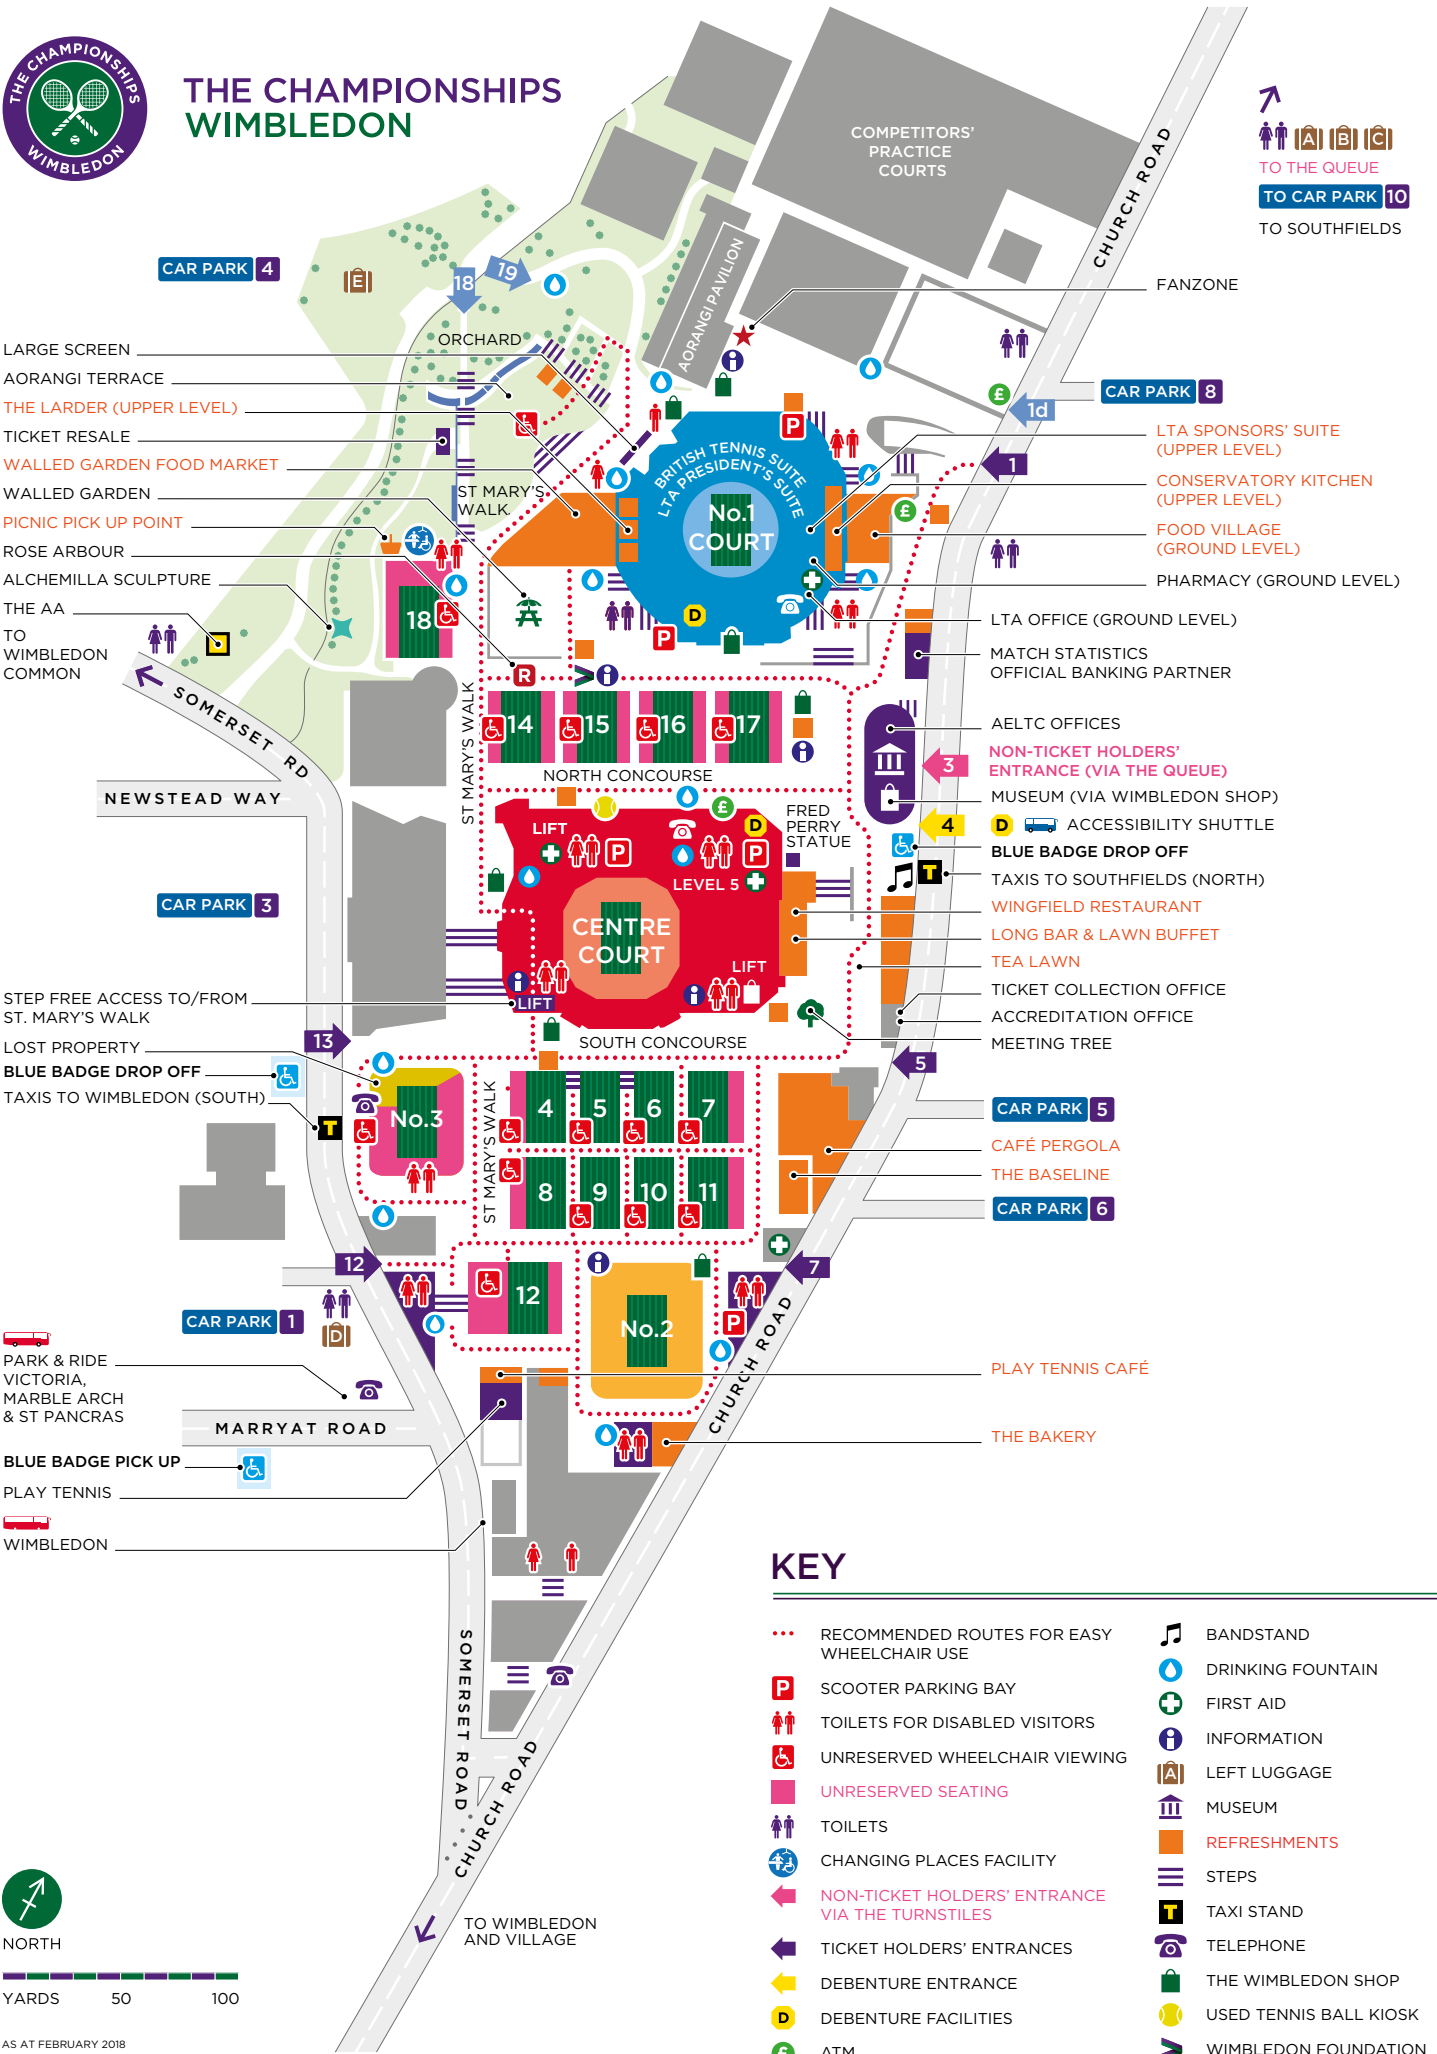 THE CHAMPIONSHIPS
WIMBLEDON
THE CHAMPIONSHIPS
WIMBLEDON
COMPETITORS'
PRACTICE
COURTS
CHURCH ROAD
A B C
TO THE QUEUE
TO CAR PARK 10
TO SOUTHFIELDS
CAR PARK 4
E
18
19
AORANGI PAVILION
FANZONE
ORCHARD
LARGE SCREEN
AORANGI TERRACE
THE LARDER (UPPER LEVEL)
TICKET RESALE
WALLED GARDEN FOOD MARKET
WALLED GARDEN
PICNIC PICK UP POINT
ROSE ARBOUR
ALCHEMILLA SCULPTURE
THE AA
TO
WIMBLEDON
COMMON
£
1d
CAR PARK 8
1
P
BRITISH TENNIS SUITE
LTA PRESIDENT'S SUITE
No.1
COURT
ST MARY'S
WALK
£
D
P
LTA SPONSORS' SUITE
(UPPER LEVEL)
CONSERVATORY KITCHEN
(UPPER LEVEL)
FOOD VILLAGE
(GROUND LEVEL)
PHARMACY (GROUND LEVEL)
LTA OFFICE (GROUND LEVEL)
MATCH STATISTICS
OFFICIAL BANKING PARTNER
18
R
SOMERSET RD
NEWSTEAD WAY
ST MARY'S WALK
14
15
16
17
NORTH CONCOURSE
AELTC OFFICES
NON-TICKET HOLDERS'
ENTRANCE (VIA THE QUEUE)
3
MUSEUM (VIA WIMBLEDON SHOP)
4
D ACCESSIBILITY SHUTTLE
BLUE BADGE DROP OFF
T
TAXIS TO SOUTHFIELDS (NORTH)
WINGFIELD RESTAURANT
LONG BAR & LAWN BUFFET
TEA LAWN
TICKET COLLECTION OFFICE
ACCREDITATION OFFICE
MEETING TREE
FRED
PERRY
STATUE
£
D
LIFT
P
P
LEVEL 5
CENTRE
COURT
LIFT
LIFT
CAR PARK 3
STEP FREE ACCESS TO/FROM
ST. MARY'S WALK
LOST PROPERTY
BLUE BADGE DROP OFF
TAXIS TO WIMBLEDON (SOUTH)
13
T
SOUTH CONCOURSE
5
CAR PARK 5
CAFÉ PERGOLA
THE BASELINE
CAR PARK 6
No.3
ST MARY'S WALK
4
5
6
7
8
9
10
11
12
7
12
No.2
P
CHURCH ROAD
CAR PARK 1
D
PARK & RIDE
VICTORIA,
MARBLE ARCH
& ST PANCRAS
MARRYAT ROAD
BLUE BADGE PICK UP
PLAY TENNIS
WIMBLEDON
PLAY TENNIS CAFÉ
THE BAKERY
SOMERSET ROAD
CHURCH ROAD
TO WIMBLEDON
AND VILLAGE
NORTH
YARDS 50 100
AS AT FEBRUARY 2018
KEY
RECOMMENDED ROUTES FOR EASY
WHEELCHAIR USE
P SCOOTER PARKING BAY
TOILETS FOR DISABLED VISITORS
UNRESERVED WHEELCHAIR VIEWING
UNRESERVED SEATING
TOILETS
CHANGING PLACES FACILITY
NON-TICKET HOLDERS' ENTRANCE
VIA THE TURNSTILES
TICKET HOLDERS' ENTRANCES
DEBENTURE ENTRANCE
D DEBENTURE FACILITIES
£ ATM
BANDSTAND
DRINKING FOUNTAIN
FIRST AID
INFORMATION
A LEFT LUGGAGE
MUSEUM
REFRESHMENTS
STEPS
T TAXI STAND
TELEPHONE
THE WIMBLEDON SHOP
USED TENNIS BALL KIOSK
WIMBLEDON FOUNDATION